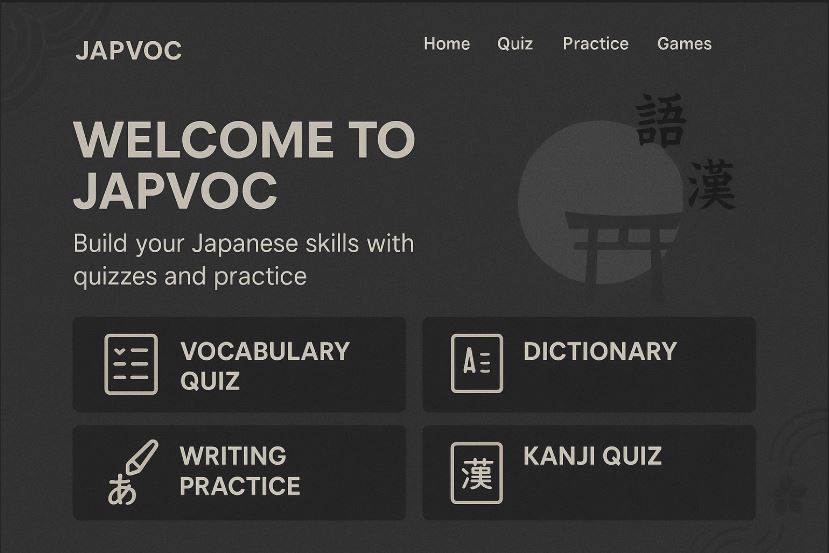 JAPVOC
Home Quiz Practice Games
WELCOME TO
JAPVOC
Build your Japanese skills with
quizzes and practice
語
漢
VOCABULARY
QUIZ
A
DICTIONARY
WRITING
PRACTICE
あ
漢
KANJI QUIZ